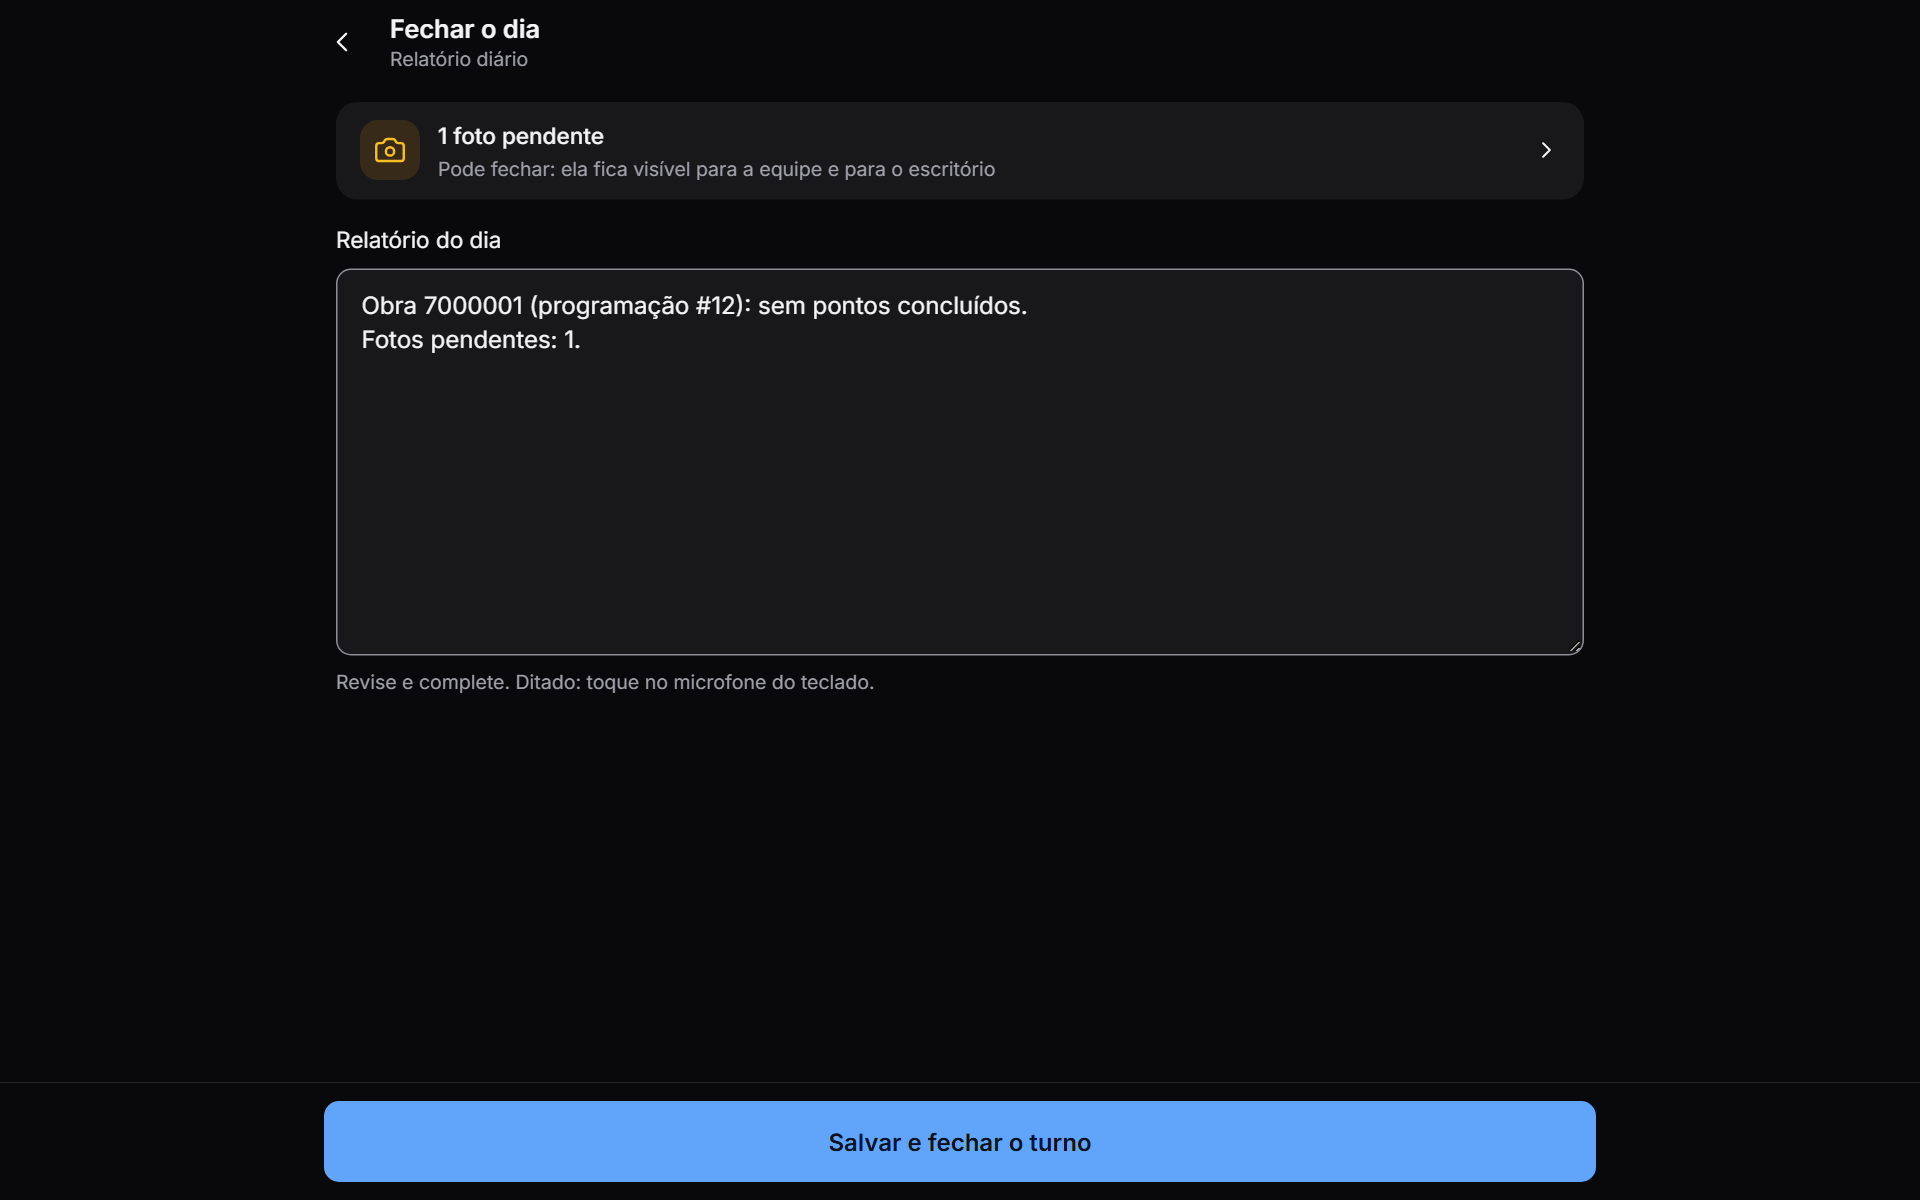 Fechar o dia
Relatório diário
1 foto pendente
Pode fechar: ela fica visível para a equipe e para o escritório
Relatório do dia
Obra 7000001 (programação #12): sem pontos concluídos.
Fotos pendentes: 1.
Revise e complete. Ditado: toque no microfone do teclado.
Salvar e fechar o turno